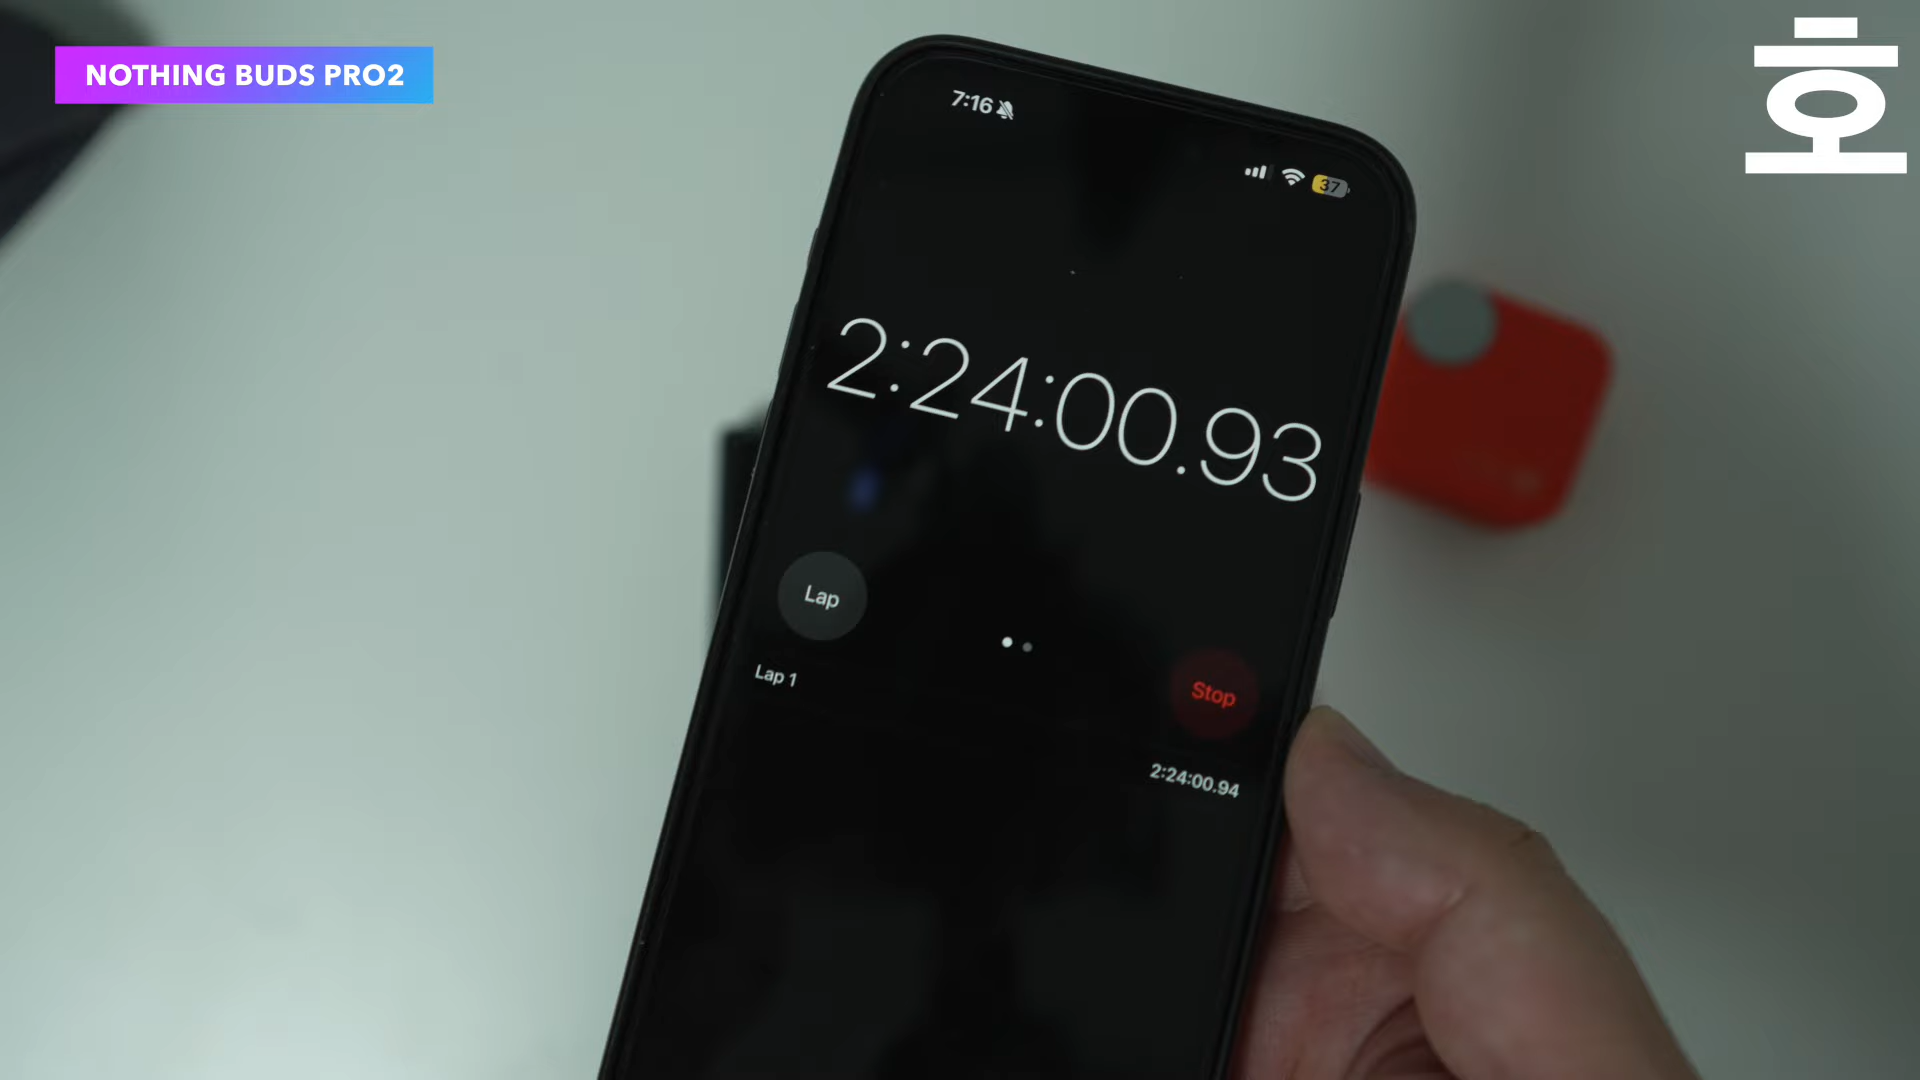 NOTHING BUDS PRO2
호
7:16
37
2:24:00.93
Lap
Stop
Lap 1
2:24:00.94